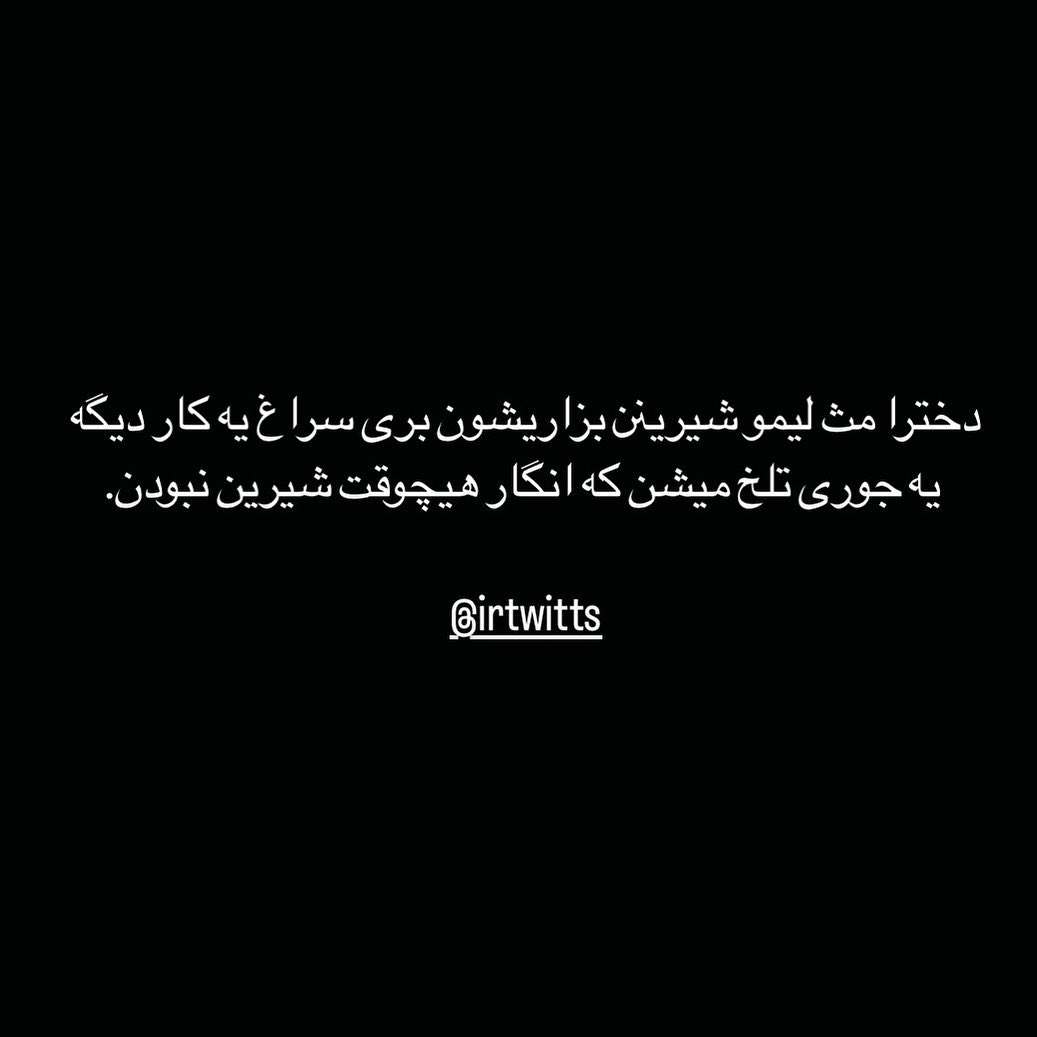 دخترا مث لیمو شیرینن بزاریشون بری سراغ یه کار دیگه
یه جوری تلخ میشن که انگار هیچوقت شیرین نبودن.
@irtwitts